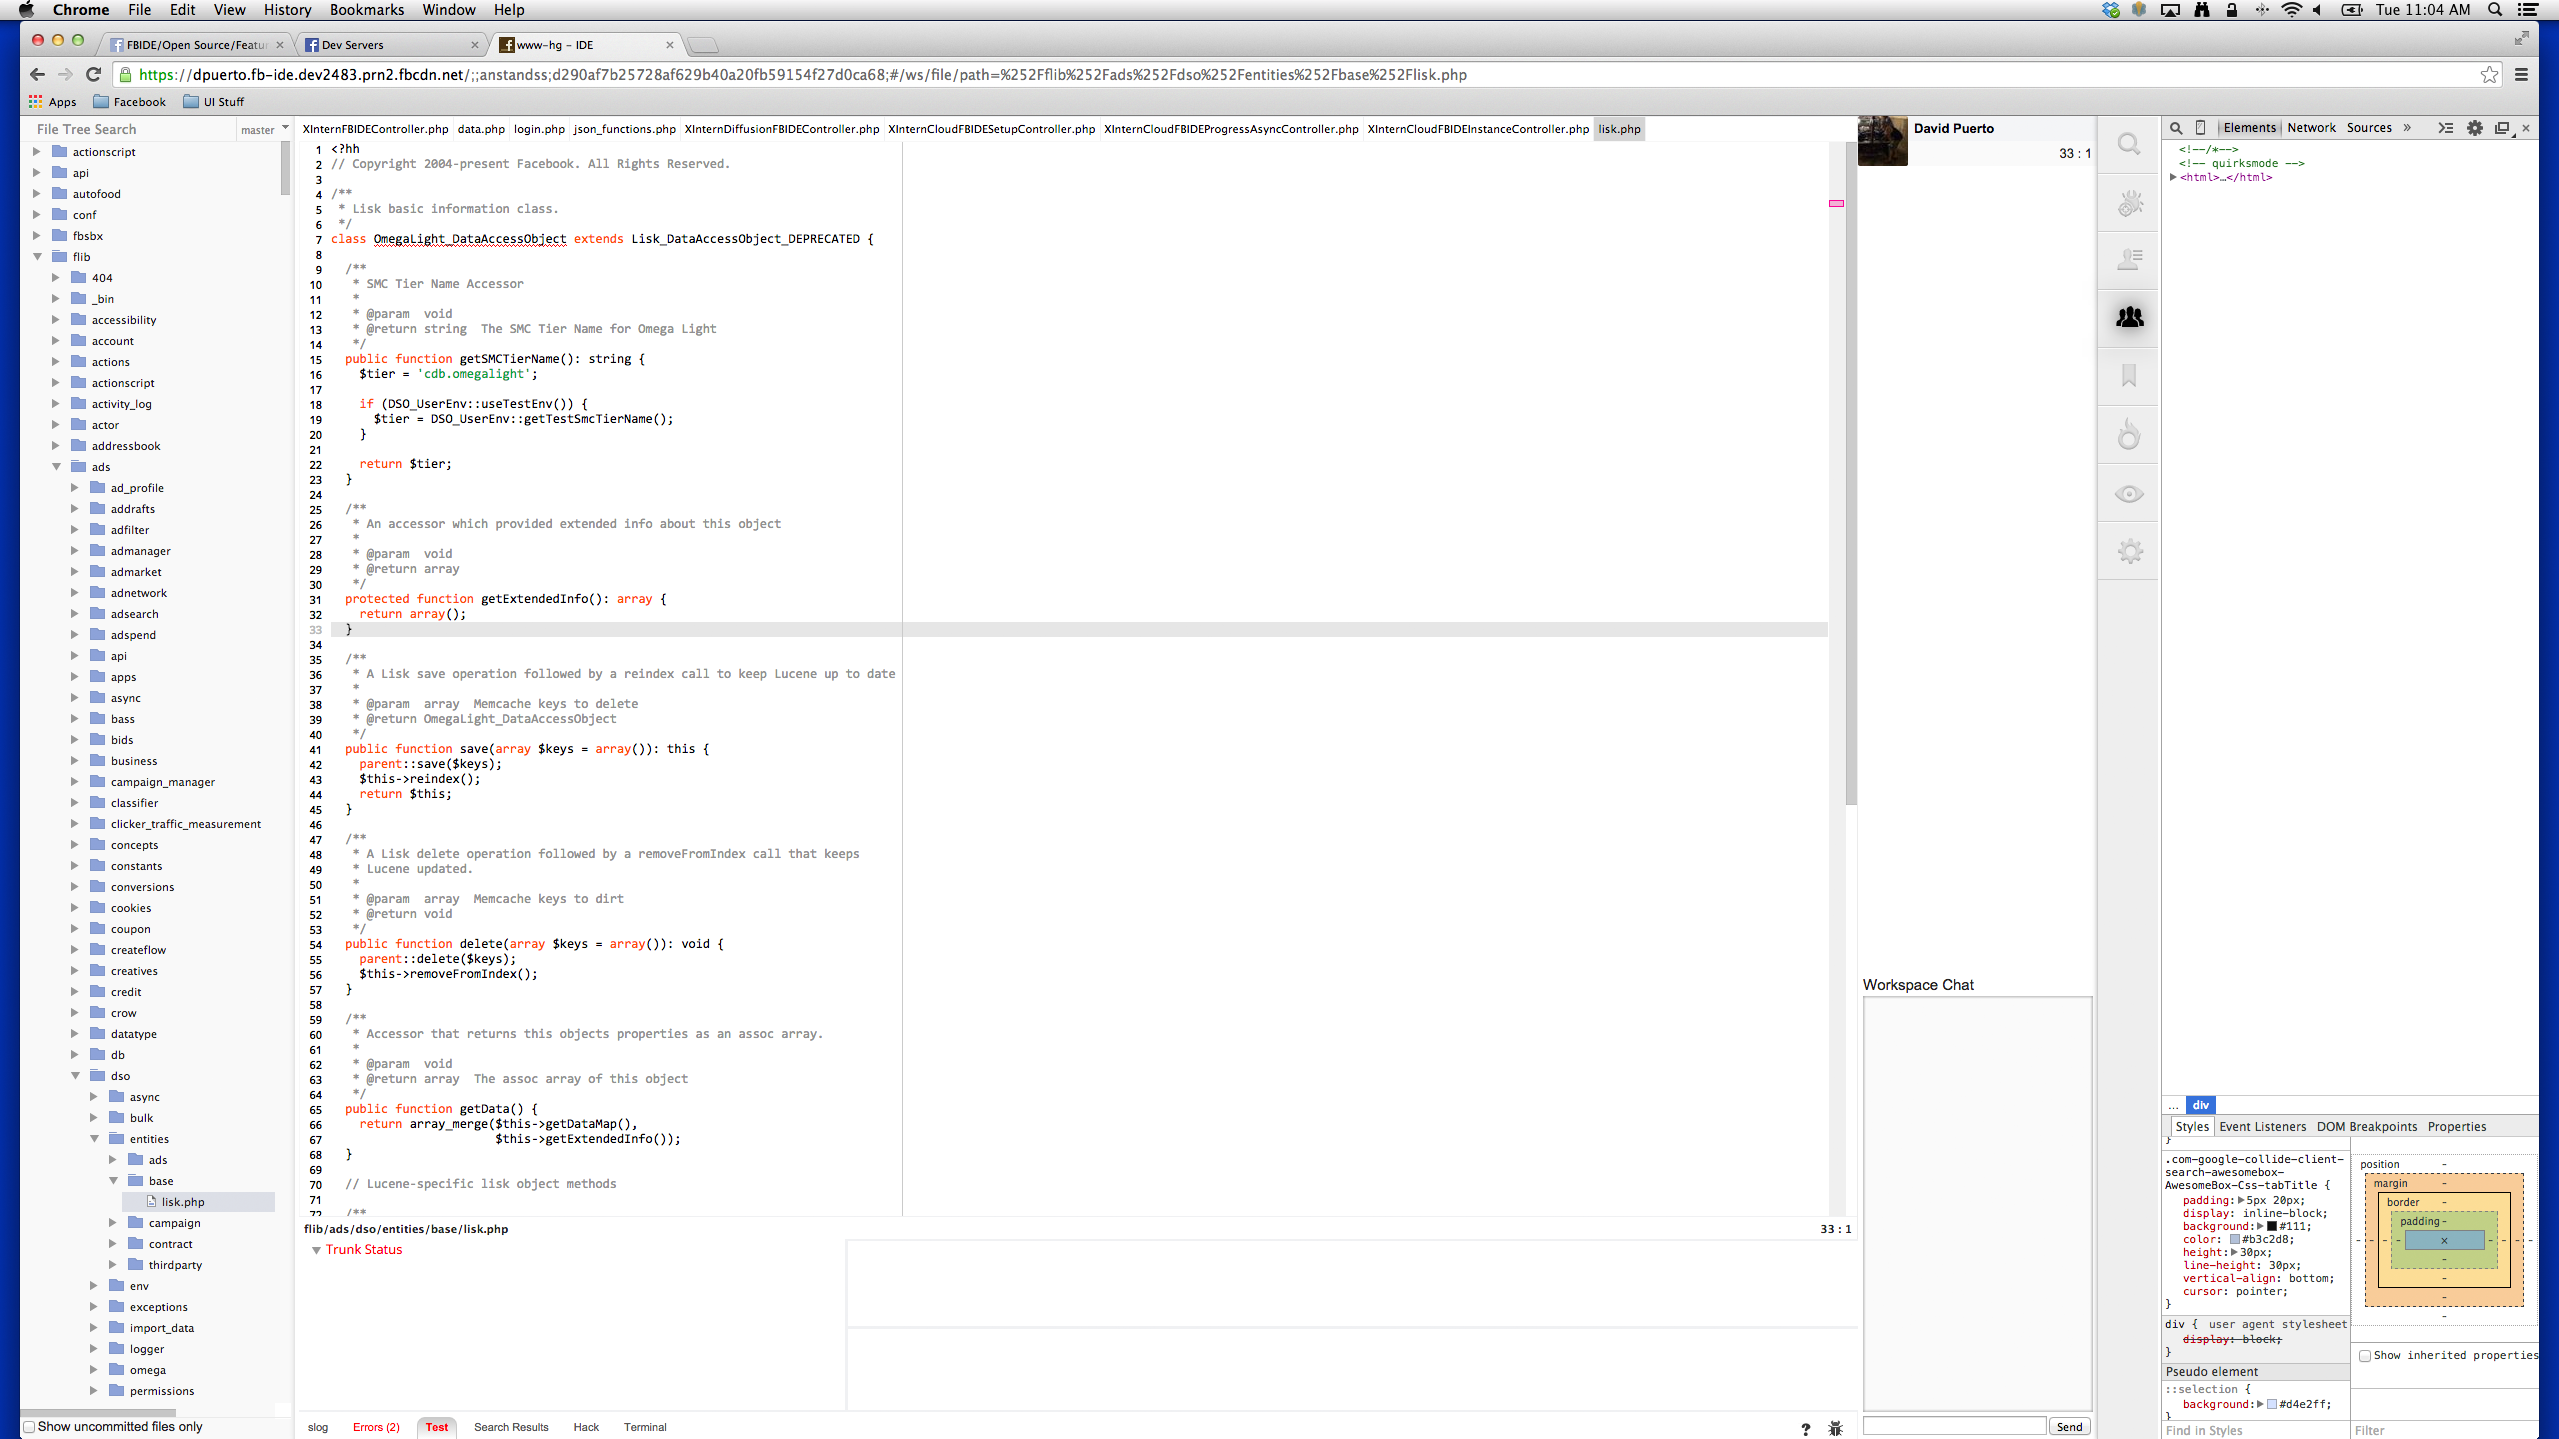 Chrome File Edit View History Bookmarks Window Help
Tue 11:04 AM
FBIDE/Open Source/Featu
Dev Servers
www-hg - IDE
https://dpuerto.fb-ide.dev2483.prn2.fbcdn.net/;;anstandss;d290af7b25728af629b40a20fb59154f27d0ca68;#/ws/file/path=%252Fflib%252Fads%252Fdso%252Fentities%252Fbase%252Flisk.php
Apps Facebook UI Stuff
File Tree Search
master
actionscript
api
autofood
conf
fbsbx
flib
404
_bin
accessibility
account
actions
actionscript
activity_log
actor
addressbook
ads
ad_profile
addrafts
adfilter
admanager
admarket
adnetwork
adsearch
adspend
api
apps
async
bass
bids
business
campaign_manager
classifier
clicker_traffic_measurement
concepts
constants
conversions
cookies
coupon
createflow
creatives
credit
crow
datatype
db
dso
async
bulk
entities
ads
base
lisk.php
campaign
contract
thirdparty
env
exceptions
import_data
logger
omega
permissions
Show uncommitted files only
XInternFBIDEController.php data.php login.php json_functions.php XInternDiffusionFBIDEController.php XInternCloudFBIDESetupController.php XInternCloudFBIDEProgressAsyncController.php XInternCloudFBIDEInstanceController.php lisk.php
1 <?hh
2 // Copyright 2004-present Facebook. All Rights Reserved.
3
4 /**
5 * Lisk basic information class.
6 */
7 class OmegaLight_DataAccessObject extends Lisk_DataAccessObject_DEPRECATED {
8
9 /**
10 * SMC Tier Name Accessor
11 *
12 * @param void
13 * @return string The SMC Tier Name for Omega Light
14 */
15 public function getSMCTierName(): string {
16 $tier = 'cdb.omegalight';
17
18 if (DSO_UserEnv::useTestEnv()) {
19 $tier = DSO_UserEnv::getTestSmcTierName();
20 }
21
22 return $tier;
23 }
24
25 /**
26 * An accessor which provided extended info about this object
27 *
28 * @param void
29 * @return array
30 */
31 protected function getExtendedInfo(): array {
32 return array();
33 }
34
35 /**
36 * A Lisk save operation followed by a reindex call to keep Lucene up to date
37 *
38 * @param array Memcache keys to delete
39 * @return OmegaLight_DataAccessObject
40 */
41 public function save(array $keys = array()): this {
42 parent::save($keys);
43 $this->reindex();
44 return $this;
45 }
46
47 /**
48 * A Lisk delete operation followed by a removeFromIndex call that keeps
49 * Lucene updated.
50 *
51 * @param array Memcache keys to dirt
52 * @return void
53 */
54 public function delete(array $keys = array()): void {
55 parent::delete($keys);
56 $this->removeFromIndex();
57 }
58
59 /**
60 * Accessor that returns this objects properties as an assoc array.
61 *
62 * @param void
63 * @return array The assoc array of this object
64 */
65 public function getData() {
66 return array_merge($this->getDataMap(),
67 $this->getExtendedInfo());
68 }
69
70 // Lucene-specific lisk object methods
71
72 /**
flib/ads/dso/entities/base/lisk.php 33 : 1
Trunk Status
slog Errors (2) Test Search Results Hack Terminal
?
David Puerto
33 : 1
Workspace Chat
Send
Elements Network Sources »
<!--/*-->
<!-- quirksmode -->
<html>…</html>
... div
Styles Event Listeners DOM Breakpoints Properties
}
.com-google-collide-client-
search-awesomebox-
AwesomeBox-Css-tabTitle {
padding: 5px 20px;
display: inline-block;
background: #111;
color: #b3c2d8;
height: 30px;
line-height: 30px;
vertical-align: bottom;
cursor: pointer;
}
div { user agent stylesheet
display: block;
}
Pseudo element
::selection {
background: #d4e2ff;
}
Find in Styles
position -
margin -
border -
padding -
Show inherited properties
Filter